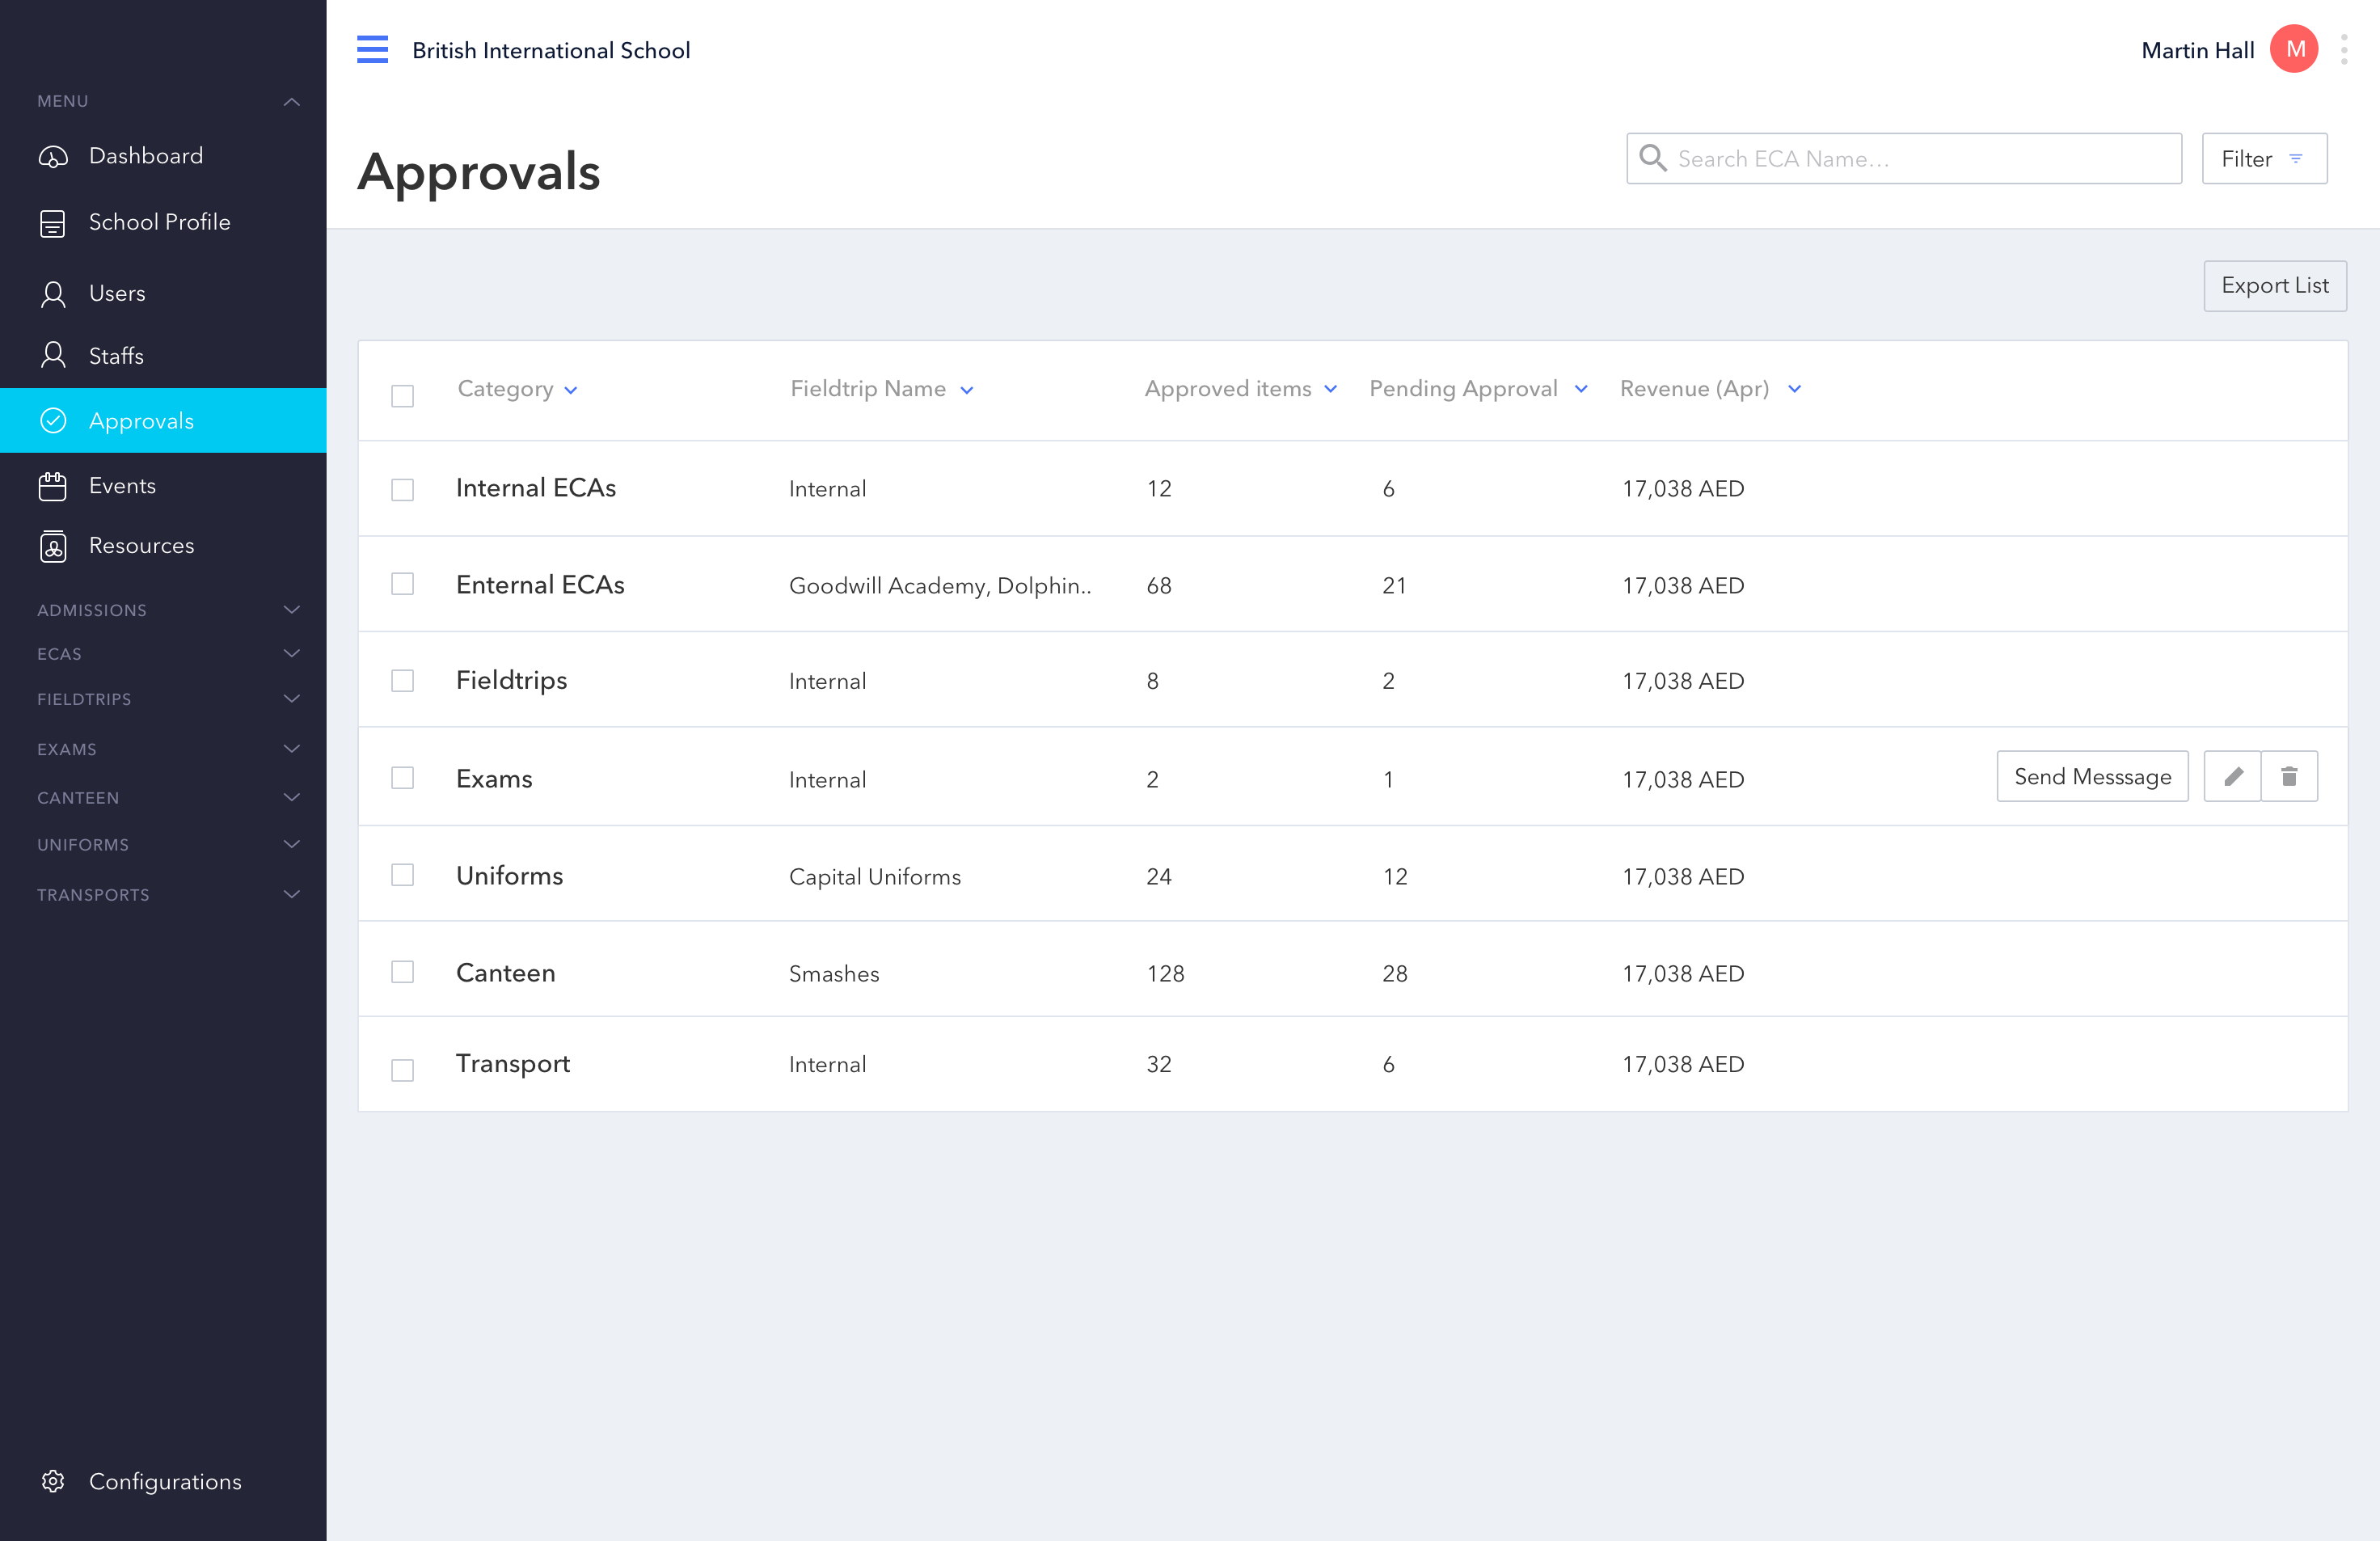 British International School
Martin Hall M
MENU
Dashboard
School Profile
Users
Staffs
Approvals
Events
Resources
ADMISSIONS
ECAS
FIELDTRIPS
EXAMS
CANTEEN
UNIFORMS
TRANSPORTS
Configurations
Approvals
Search ECA Name...
Filter
Export List
Category Fieldtrip Name Approved items Pending Approval Revenue (Apr)
Internal ECAs Internal 12 6 17,038 AED
Enternal ECAs Goodwill Academy, Dolphin.. 68 21 17,038 AED
Fieldtrips Internal 8 2 17,038 AED
Exams Internal 2 1 17,038 AED Send Messsage
Uniforms Capital Uniforms 24 12 17,038 AED
Canteen Smashes 128 28 17,038 AED
Transport Internal 32 6 17,038 AED